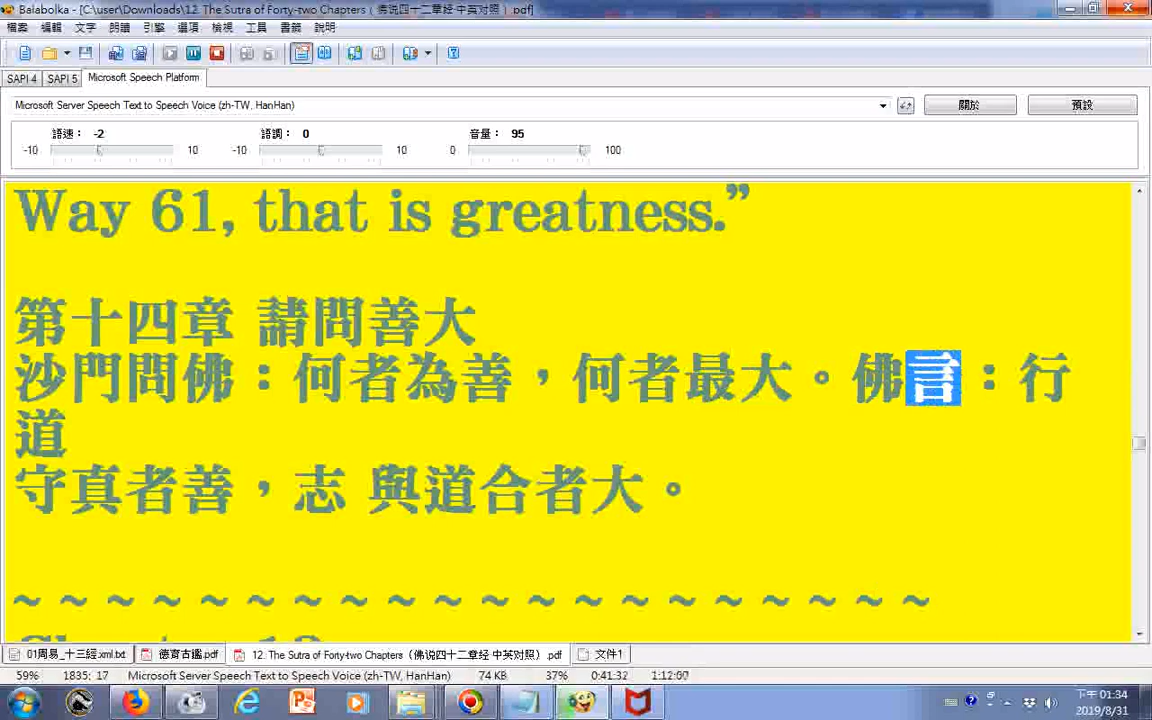 Balabolka - [C:\user\Downloads\12. The Sutra of Forty-two Chapters（佛说四十二章经 中英对照）.pdf]
檔案 編輯 文字 朗讀 引擎 選項 檢視 工具 書籤 說明
SAPI 4 SAPI 5 Microsoft Speech Platform
Microsoft Server Speech Text to Speech Voice (zh-TW, HanHan) 關於 預設
語速： -2 語調： 0 音量： 95
-10 10 -10 10 0 100
Way 61, that is greatness.”
第十四章 請問善大
沙門問佛：何者為善，何者最大。佛言：行
道
守真者善，志 與道合者大。
~ ~ ~ ~ ~ ~ ~ ~ ~ ~ ~ ~ ~ ~ ~ ~ ~ ~ ~ ~
01周易_十三經.xml.txt 德育古鑑.pdf 12. The Sutra of Forty-two Chapters（佛说四十二章经 中英对照）.pdf 文件1
59% 1835: 17 Microsoft Server Speech Text to Speech Voice (zh-TW, HanHan) 74 KB 37% 0:41:32 1:12:00
下午 01:34
2019/8/31